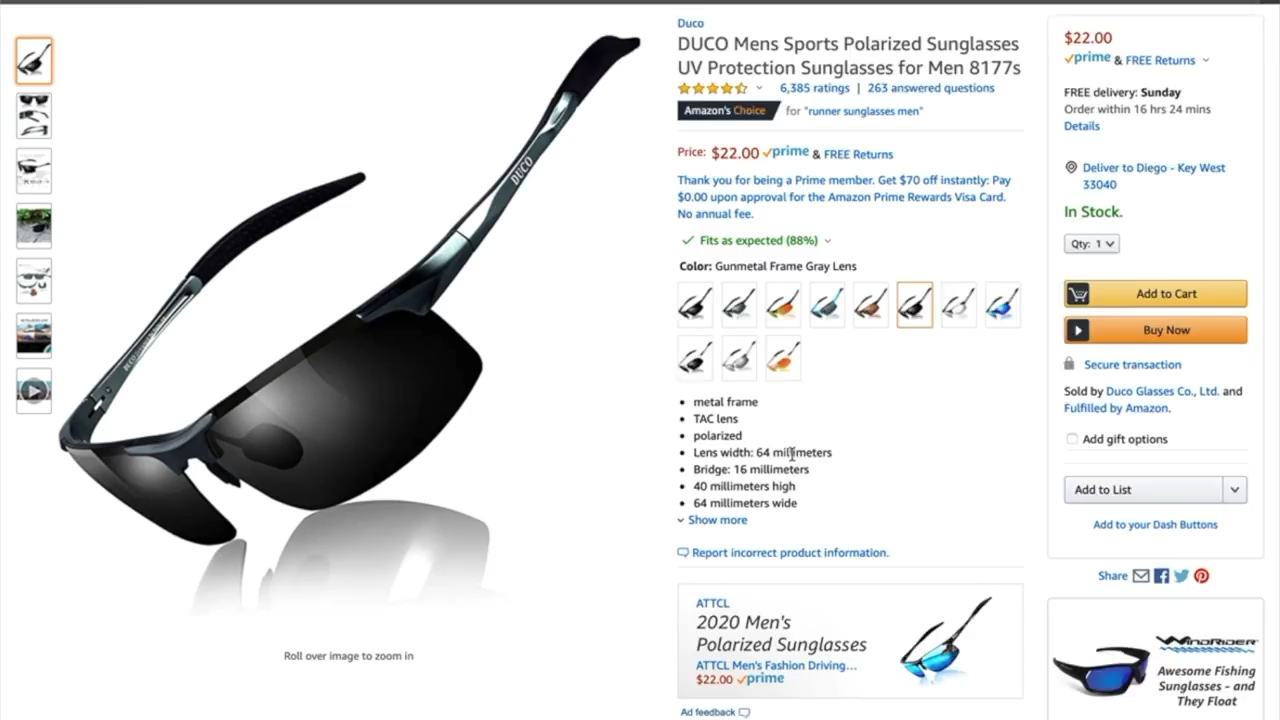 Duco
DUCO Mens Sports Polarized Sunglasses
UV Protection Sunglasses for Men 8177s
6,385 ratings | 263 answered questions
Amazon's Choice for "runner sunglasses men"
Price: $22.00 prime & FREE Returns
Thank you for being a Prime member. Get $70 off instantly: Pay
$0.00 upon approval for the Amazon Prime Rewards Visa Card.
No annual fee.
Fits as expected (88%)
Color: Gunmetal Frame Gray Lens
• metal frame
• TAC lens
• polarized
• Lens width: 64 millimeters
• Bridge: 16 millimeters
• 40 millimeters high
• 64 millimeters wide
Show more
Report incorrect product information.
ATTCL
2020 Men's
Polarized Sunglasses
ATTCL Men's Fashion Driving...
$22.00 prime
Ad feedback
DUCO
DUCO
Roll over image to zoom in
$22.00
prime & FREE Returns
FREE delivery: Sunday
Order within 16 hrs 24 mins
Details
Deliver to Diego - Key West
33040
In Stock.
Qty: 1
Add to Cart
Buy Now
Secure transaction
Sold by Duco Glasses Co., Ltd. and
Fulfilled by Amazon.
Add gift options
Add to List
Add to your Dash Buttons
Share
WINDRIDER
Awesome Fishing
Sunglasses - and
They Float